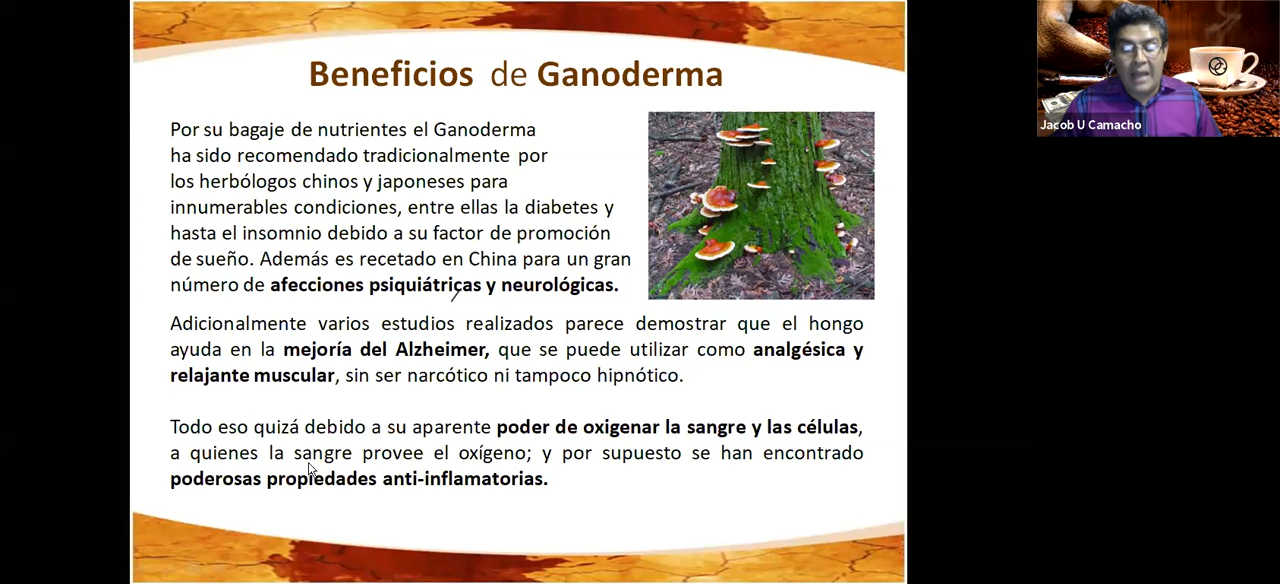 Beneficios de Ganoderma
Por su bagaje de nutrientes el Ganoderma
ha sido recomendado tradicionalmente por
los herbólogos chinos y japoneses para
innumerables condiciones, entre ellas la diabetes y
hasta el insomnio debido a su factor de promoción
de sueño. Además es recetado en China para un gran
número de afecciones psiquiátricas y neurológicas.
Adicionalmente varios estudios realizados parece demostrar que el hongo
ayuda en la mejoría del Alzheimer, que se puede utilizar como analgésica y
relajante muscular, sin ser narcótico ni tampoco hipnótico.
Todo eso quizá debido a su aparente poder de oxigenar la sangre y las células,
a quienes la sangre provee el oxígeno; y por supuesto se han encontrado
poderosas propiedades anti-inflamatorias.
Jacob U Camacho